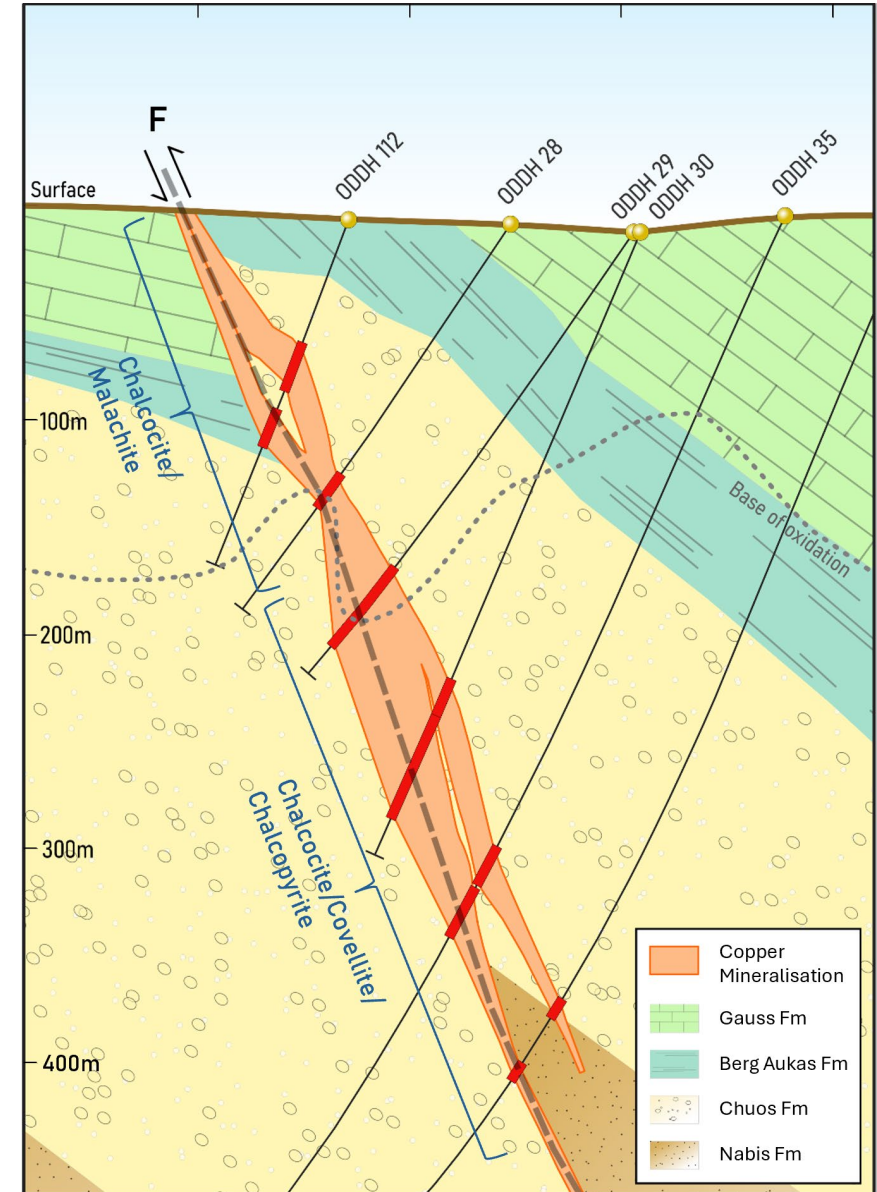 F
Surface
ODDH 112
ODDH 28
ODDH 29
ODDH 30
ODDH 35
100m
200m
300m
400m
Chalcocite/
Malachite
Base of oxidation
Chalcocite/Covellite/
Chalcopyrite
Copper
Mineralisation
Gauss Fm
Berg Aukas Fm
Chuos Fm
Nabis Fm